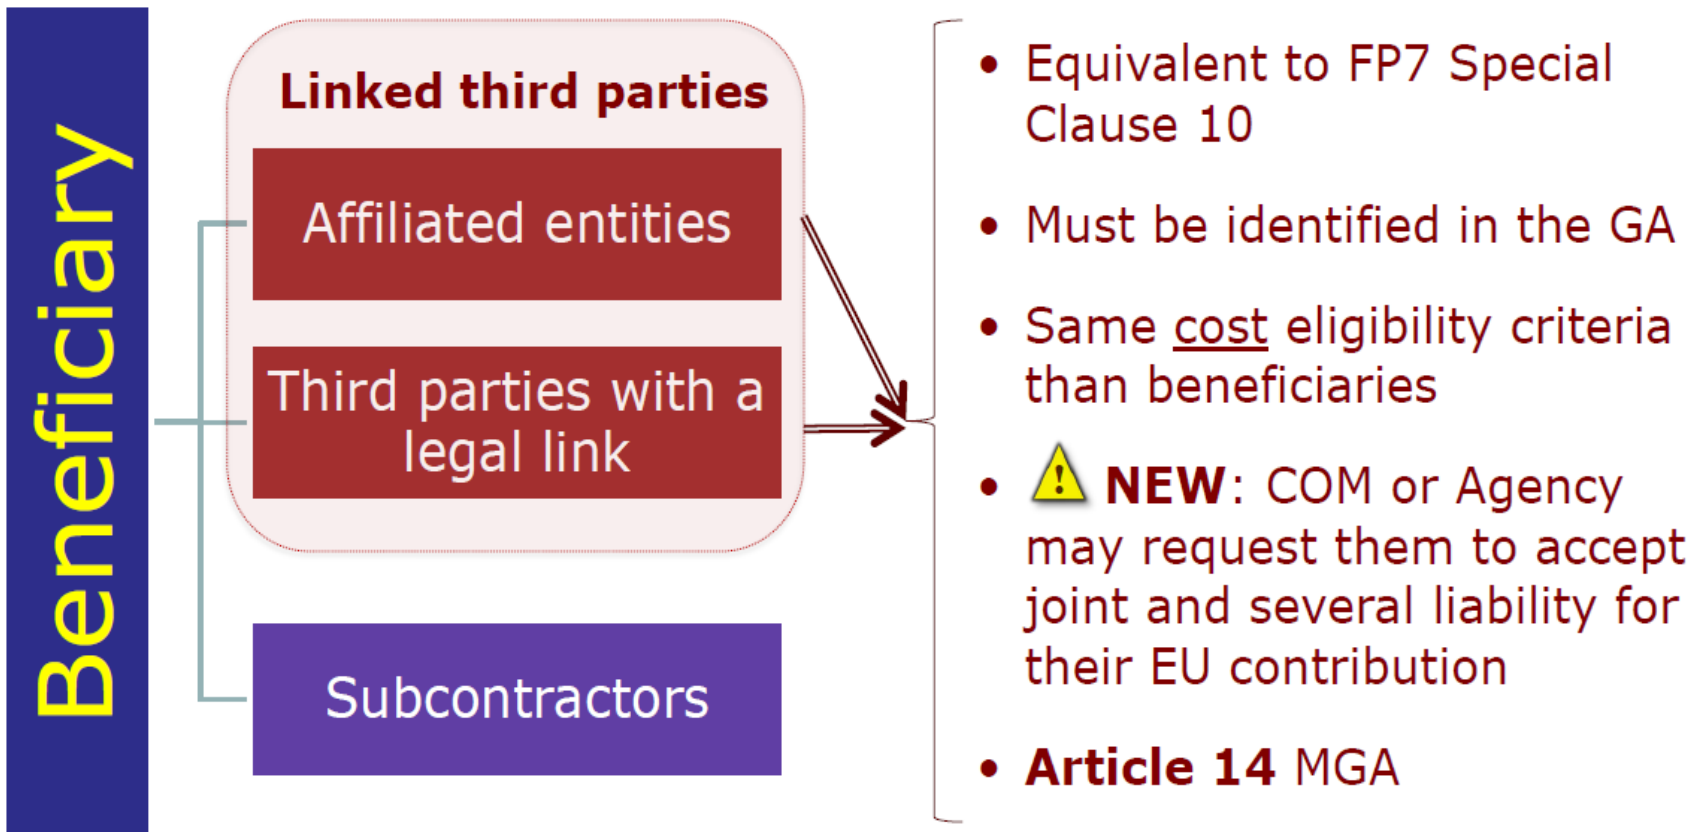 Beneficiary
Linked third parties
Affiliated entities
Third parties with a
legal link
Subcontractors
• Equivalent to FP7 Special
Clause 10
• Must be identified in the GA
• Same cost eligibility criteria
than beneficiaries
• ! NEW: COM or Agency
may request them to accept
joint and several liability for
their EU contribution
• Article 14 MGA